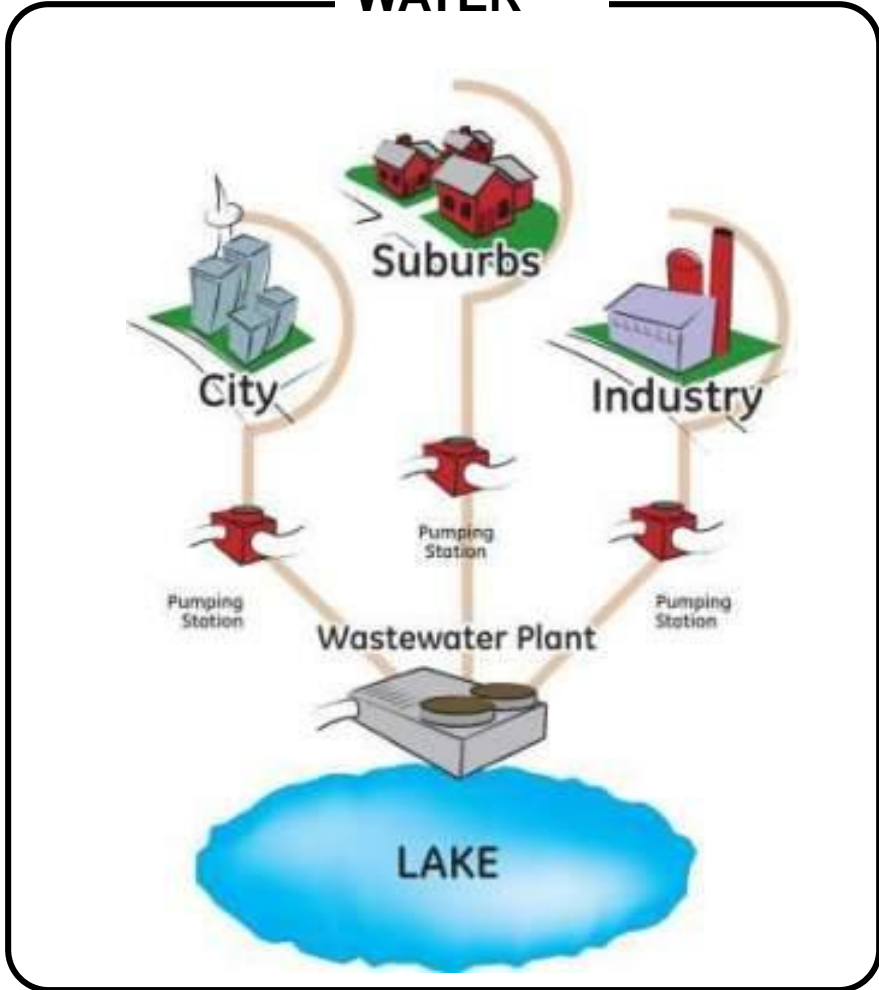 WATER
Suburbs
City
Industry
Pumping
Station
Pumping
Station
Pumping
Station
Wastewater Plant
LAKE